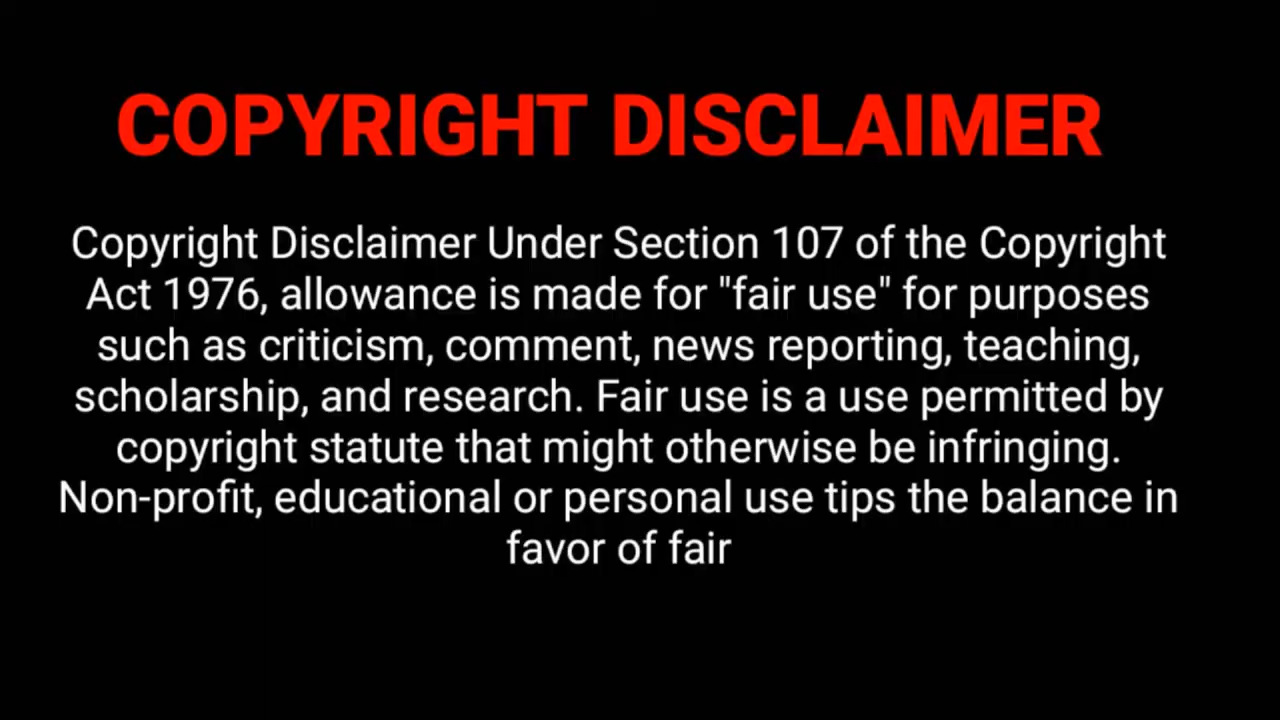 COPYRIGHT DISCLAIMER
Copyright Disclaimer Under Section 107 of the Copyright
Act 1976, allowance is made for "fair use" for purposes
such as criticism, comment, news reporting, teaching,
scholarship, and research. Fair use is a use permitted by
copyright statute that might otherwise be infringing.
Non-profit, educational or personal use tips the balance in
favor of fair